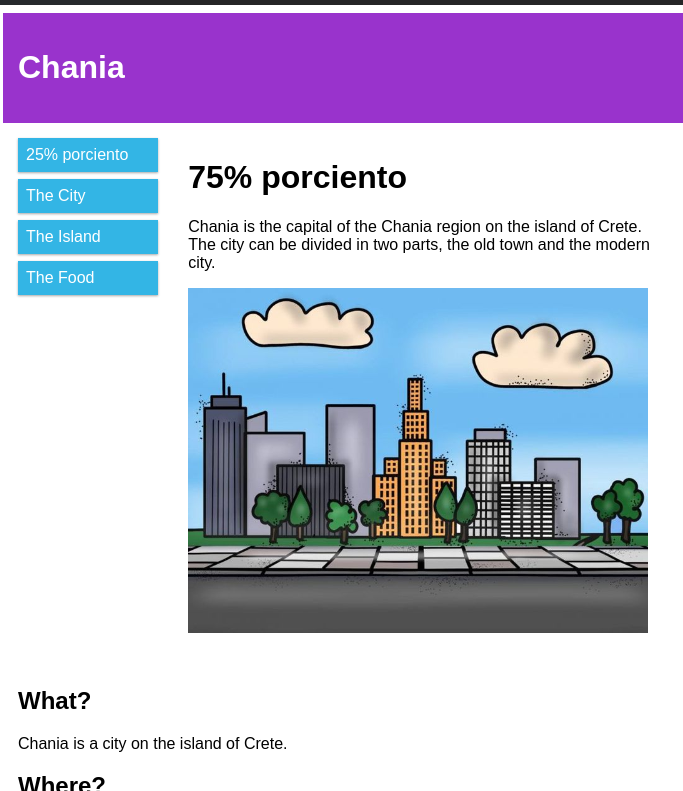 Chania
25% porciento
The City
The Island
The Food
75% porciento
Chania is the capital of the Chania region on the island of Crete.
The city can be divided in two parts, the old town and the modern
city.
What?
Chania is a city on the island of Crete.
Where?